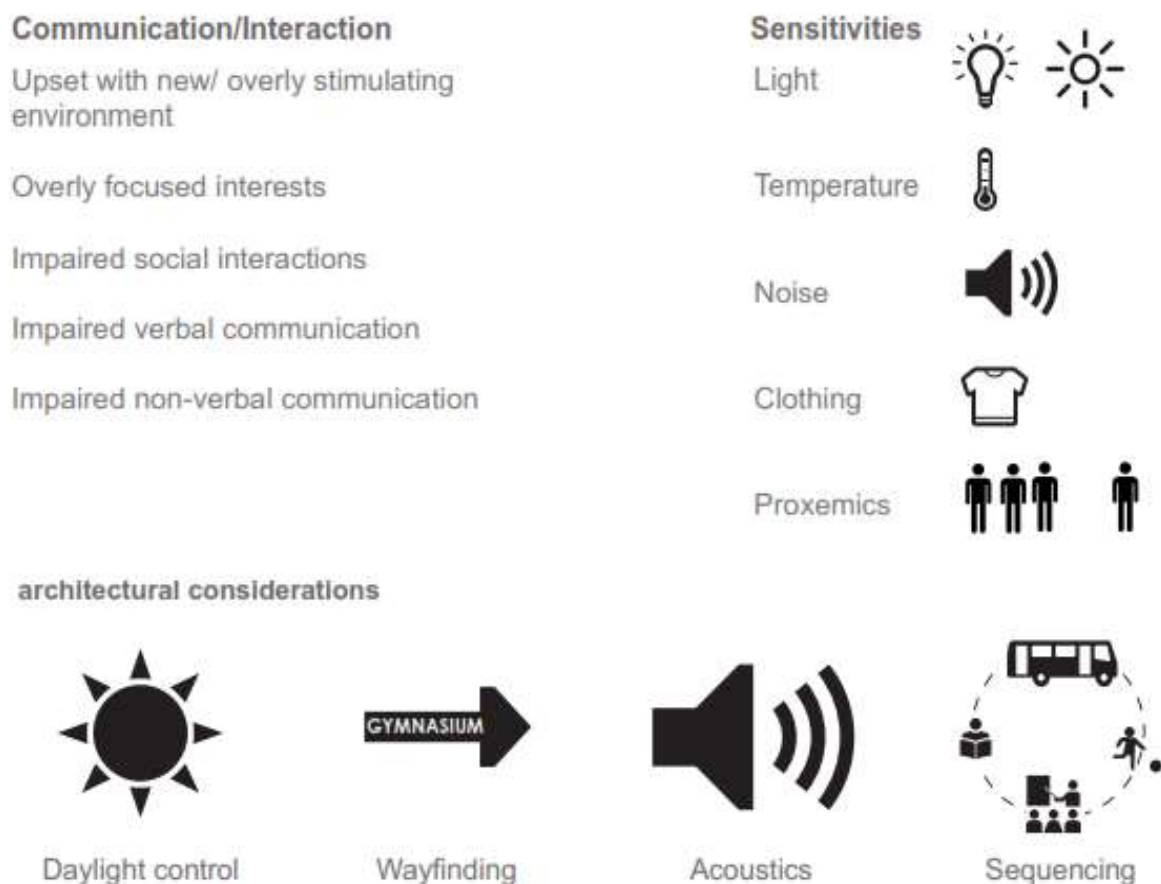 Communication/Interaction
Upset with new/ overly stimulating
environment
Overly focused interests
Impaired social interactions
Impaired verbal communication
Impaired non-verbal communication
Sensitivities
Light
Temperature
Noise
Clothing
Proxemics
architectural considerations
GYMNASIUM
Daylight control
Wayfinding
Acoustics
Sequencing